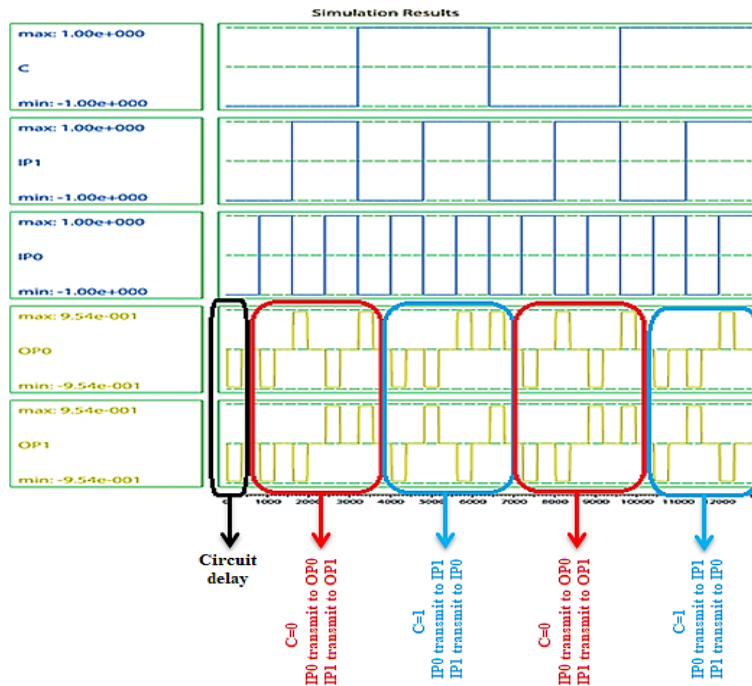 Simulation Results
max: 1.00e+000
C
min: -1.00e+000
max: 1.00e+000
IP1
min: -1.00e+000
max: 1.00e+000
IP0
min: -1.00e+000
max: 9.54e-001
OP0
min: -9.54e-001
max: 9.54e-001
OP1
min: -9.54e-001
1000 2000 3000 4000 5000 6000 7000 8000 9000 10000 11000 12000
Circuit
delay
C=0
IP0 transmit to OP0
IP1 transmit to OP1
C=1
IP0 transmit to IP1
IP1 transmit to IP0
C=0
IP0 transmit to OP0
IP1 transmit to OP1
C=1
IP0 transmit to IP1
IP1 transmit to IP0